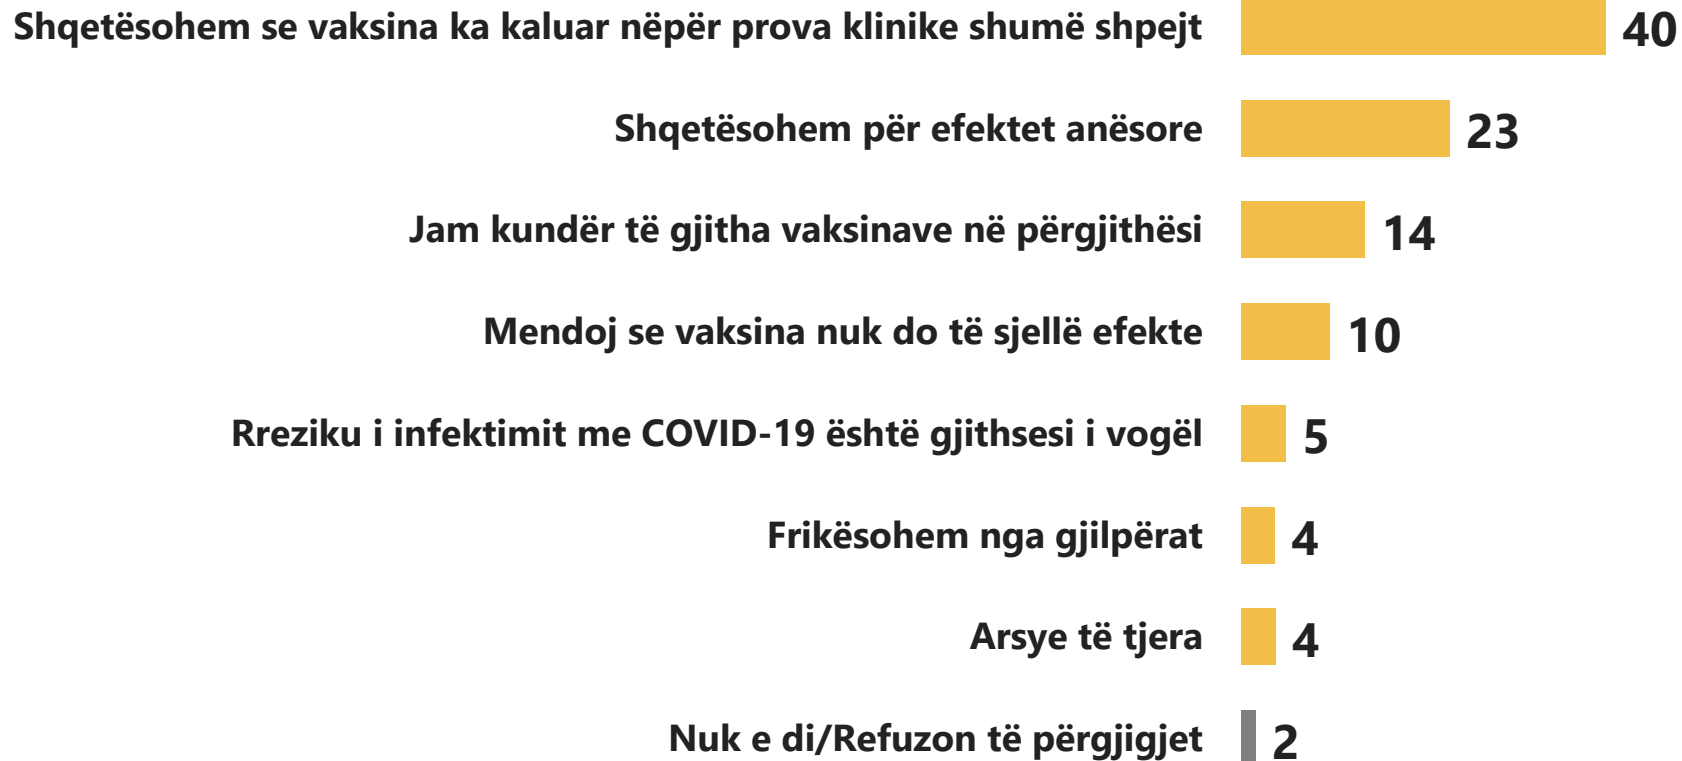 Shqetësohem se vaksina ka kaluar nëpër prova klinike shumë shpejt 40
Shqetësohem për efektet anësore 23
Jam kundër të gjitha vaksinave në përgjithësi 14
Mendoj se vaksina nuk do të sjellë efekte 10
Rreziku i infektimit me COVID-19 është gjithsesi i vogël 5
Frikësohem nga gjilpërat 4
Arsye të tjera 4
Nuk e di/Refuzon të përgjigjet 2